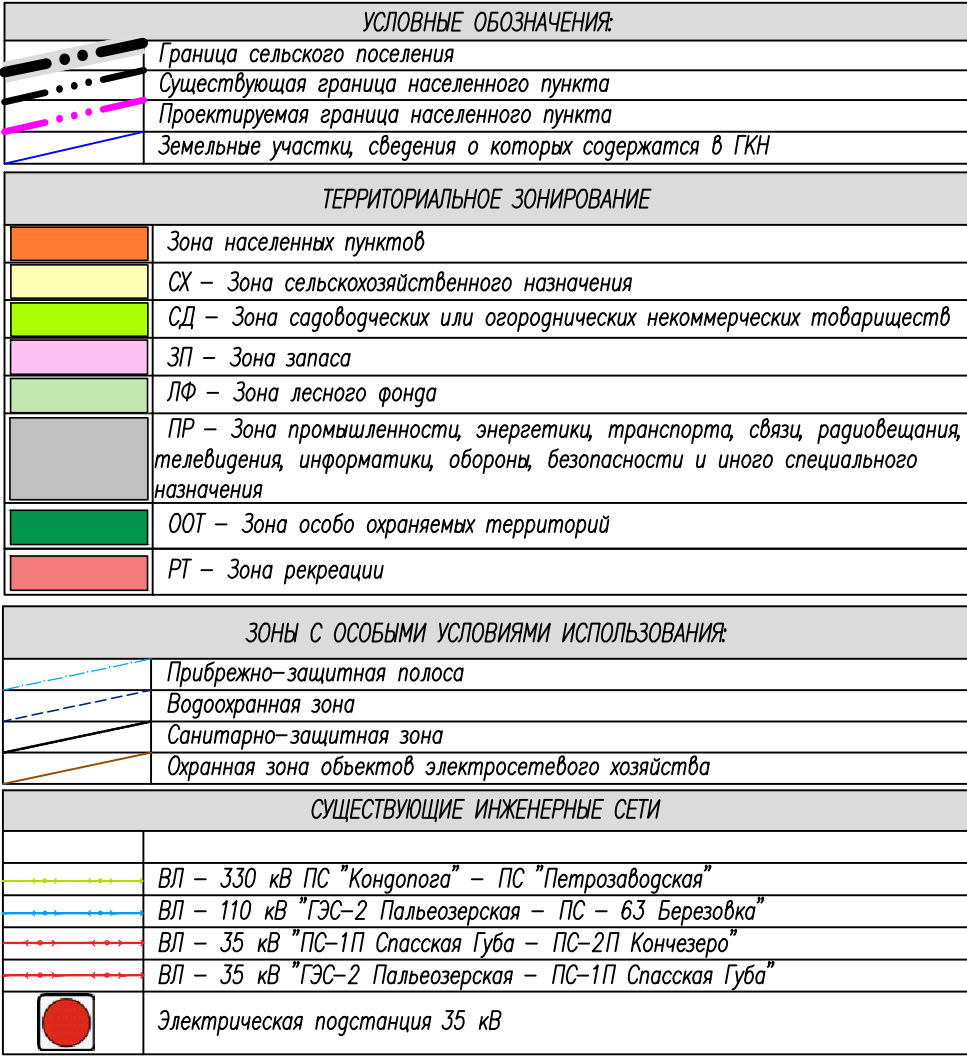 УСЛОВНЫЕ ОБОЗНАЧЕНИЯ:
Граница сельского поселения
Существующая граница населенного пункта
Проектируемая граница населенного пункта
Земельные участки, сведения о которых содержатся в ГКН
ТЕРРИТОРИАЛЬНОЕ ЗОНИРОВАНИЕ
Зона населенных пунктов
СХ – Зона сельскохозяйственного назначения
СД – Зона садоводческих или огороднических некоммерческих товариществ
ЗП – Зона запаса
ЛФ – Зона лесного фонда
ПР – Зона промышленности, энергетики, транспорта, связи, радиовещания,
телевидения, информатики, обороны, безопасности и иного специального
назначения
ООТ – Зона особо охраняемых территорий
РТ – Зона рекреации
ЗОНЫ С ОСОБЫМИ УСЛОВИЯМИ ИСПОЛЬЗОВАНИЯ:
Прибрежно–защитная полоса
Водоохранная зона
Санитарно–защитная зона
Охранная зона объектов электросетевого хозяйства
СУЩЕСТВУЮЩИЕ ИНЖЕНЕРНЫЕ СЕТИ
ВЛ – 330 кВ ПС "Кондопога" – ПС "Петрозаводская"
ВЛ – 110 кВ "ГЭС–2 Пальеозерская – ПС – 63 Березовка"
ВЛ – 35 кВ "ПС–1П Спасская Губа – ПС–2П Кончезеро"
ВЛ – 35 кВ "ГЭС–2 Пальеозерская – ПС–1П Спасская Губа"
Электрическая подстанция 35 кВ